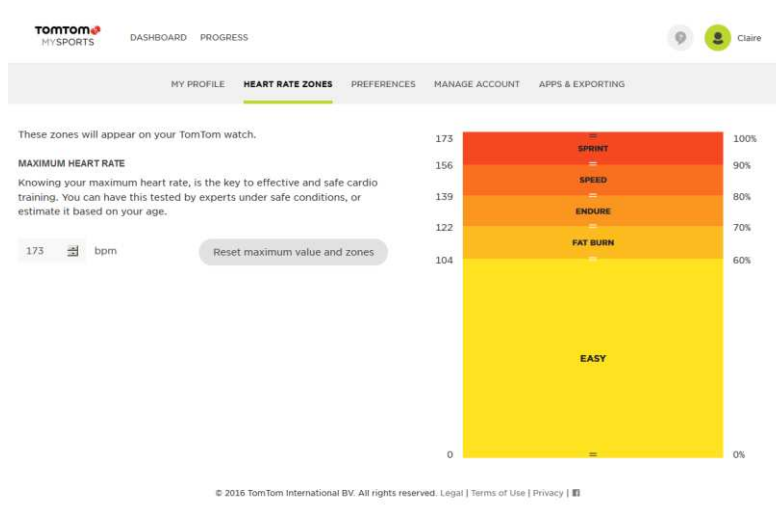 TOMTOM
MYSPORTS
DASHBOARD PROGRESS
Claire
MY PROFILE HEART RATE ZONES PREFERENCES MANAGE ACCOUNT APPS & EXPORTING
These zones will appear on your TomTom watch.
MAXIMUM HEART RATE
Knowing your maximum heart rate, is the key to effective and safe cardio
training. You can have this tested by experts under safe conditions, or
estimate it based on your age.
173 bpm Reset maximum value and zones
173 100%
SPRINT
156 90%
SPEED
139 80%
ENDURE
122 70%
FAT BURN
104 60%
EASY
0 0%
© 2016 TomTom International BV. All rights reserved. Legal | Terms of Use | Privacy |